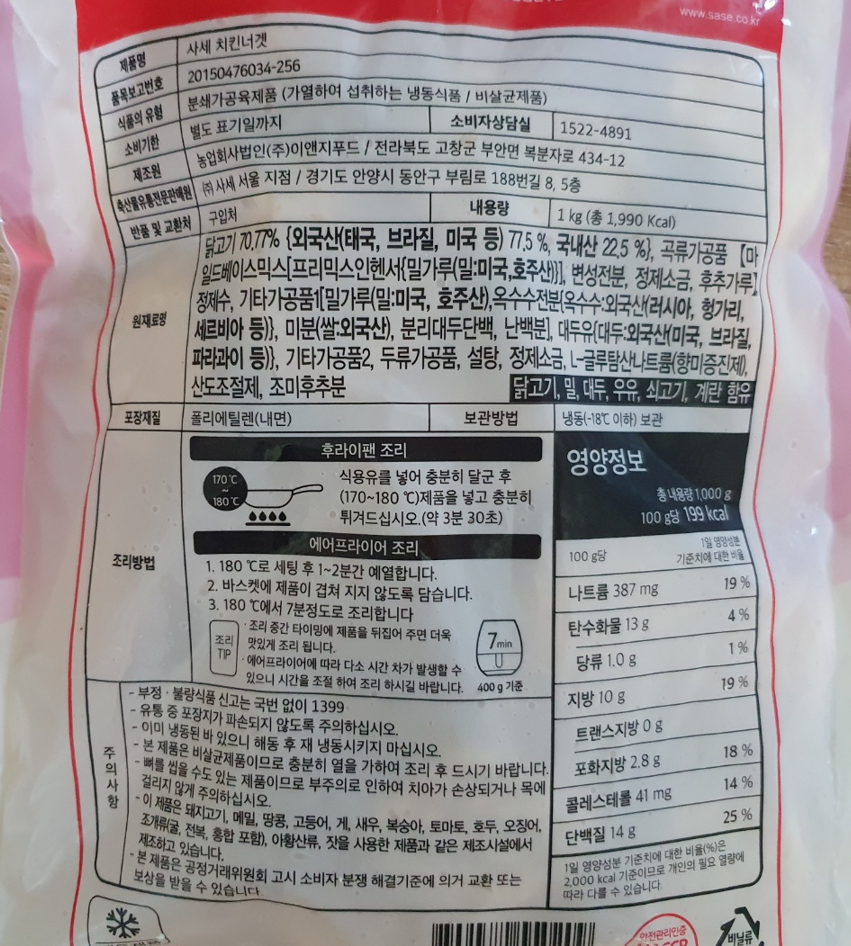 www.sase.co.kr
제품명 사세 치킨너겟
품목보고번호 20150476034-256
식품의 유형 분쇄가공육제품 (가열하여 섭취하는 냉동식품 / 비살균제품)
소비기한 별도 표기일까지 소비자상담실 1522-4891
제조원 농업회사법인(주)이앤지푸드 / 전라북도 고창군 부안면 복분자로 434-12
축산물유통전문판매원 ㈜ 사세 서울 지점 / 경기도 안양시 동안구 부림로 188번길 8, 5층
반품 및 교환처 구입처 내용량 1 kg (총 1,990 Kcal)
원재료명
닭고기 70.77% {외국산(태국, 브라질, 미국 등) 77.5 %, 국내산 22.5 %}, 곡류가공품 【마
일드베이스믹스[프리믹스인헨서{밀가루(밀:미국,호주산)}], 변성전분, 정제소금, 후추가루】,
정제수, 기타가공품1[밀가루(밀:미국, 호주산),옥수수전분{옥수수:외국산(러시아, 헝가리,
세르비아 등)}, 미분(쌀:외국산), 분리대두단백, 난백분], 대두유{대두:외국산(미국, 브라질,
파라과이 등)}, 기타가공품2, 두류가공품, 설탕, 정제소금, L-글루탐산나트륨(향미증진제),
산도조절제, 조미후추분 닭고기, 밀, 대두, 우유, 쇠고기, 계란 함유
포장재질 폴리에틸렌(내면) 보관방법 냉동(-18℃ 이하) 보관
조리방법
후라이팬 조리
170℃
~
180℃
식용유를 넣어 충분히 달군 후
(170~180 ℃)제품을 넣고 충분히
튀겨드십시오.(약 3분 30초)
에어프라이어 조리
1. 180 ℃로 세팅 후 1~2분간 예열합니다.
2. 바스켓에 제품이 겹쳐 지지 않도록 담습니다.
3. 180 ℃에서 7분정도로 조리합니다
조리
TIP
· 조리 중간 타이밍에 제품을 뒤집어 주면 더욱
맛있게 조리 됩니다.
· 에어프라이어에 따라 다소 시간 차가 발생할 수
있으니 시간을 조절 하여 조리 하시길 바랍니다.
7min
400 g 기준
영양정보
총 내용량 1,000 g
100 g당 199 kcal
100 g당 1일 영양성분
기준치에 대한 비율
나트륨 387 mg 19 %
탄수화물 13 g 4 %
당류 1.0 g 1 %
지방 10 g 19 %
트랜스지방 0 g
포화지방 2.8 g 18 %
콜레스테롤 41 mg 14 %
단백질 14 g 25 %
1일 영양성분 기준치에 대한 비율(%)은
2,000 kcal 기준이므로 개인의 필요 열량에
따라 다를 수 있습니다.
주의사항
- 부정 · 불량식품 신고는 국번 없이 1399
- 유통 중 포장지가 파손되지 않도록 주의하십시오.
- 이미 냉동된 바 있으니 해동 후 재 냉동시키지 마십시오.
- 본 제품은 비살균제품이므로 충분히 열을 가하여 조리 후 드시기 바랍니다.
- 뼈를 씹을 수도 있는 제품이므로 부주의로 인하여 치아가 손상되거나 목에
걸리지 않게 주의하십시오.
- 이 제품은 돼지고기, 메밀, 땅콩, 고등어, 게, 새우, 복숭아, 토마토, 호두, 오징어,
조개류(굴, 전복, 홍합 포함), 아황산류, 잣을 사용한 제품과 같은 제조시설에서
제조하고 있습니다.
- 본 제품은 공정거래위원회 고시 소비자 분쟁 해결기준에 의거 교환 또는
보상을 받을 수 있습니다.
안전관리인증
비닐류